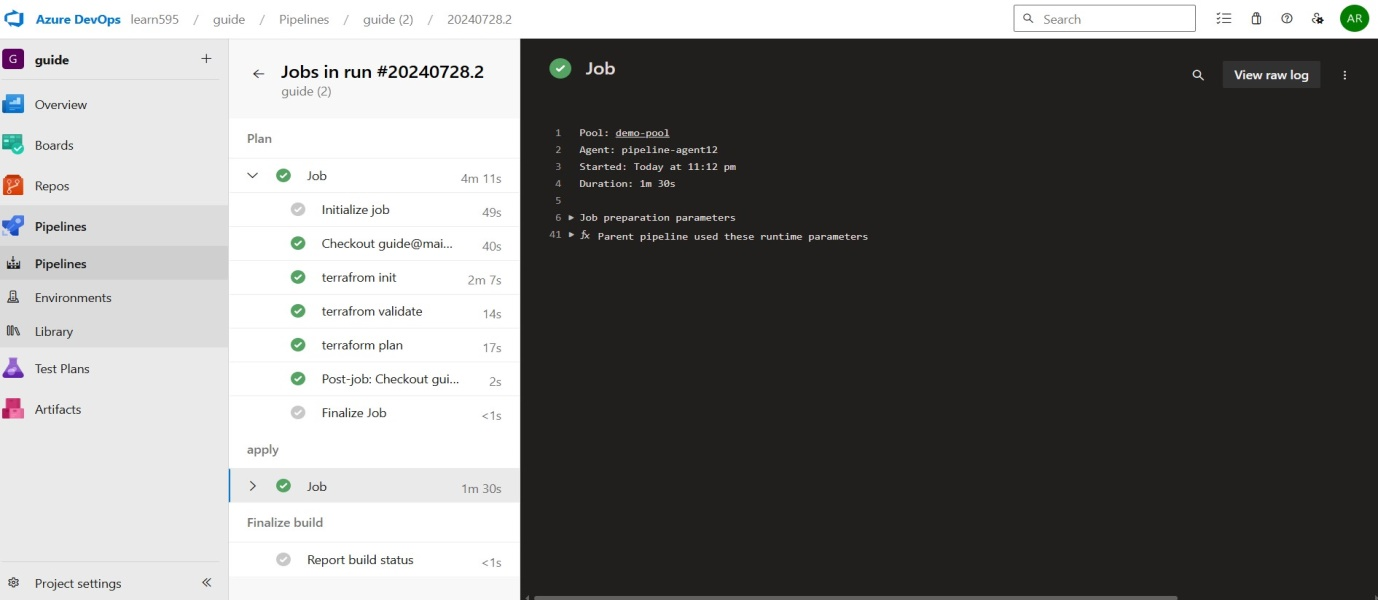 Azure DevOps learn595 / guide / Pipelines / guide (2) / 20240728.2
Search
AR
G guide +
Overview
Boards
Repos
Pipelines
Pipelines
Environments
Library
Test Plans
Artifacts
Project settings
Jobs in run #20240728.2
guide (2)
Plan
Job 4m 11s
Initialize job 49s
Checkout guide@mai... 40s
terrafrom init 2m 7s
terrafrom validate 14s
terraform plan 17s
Post-job: Checkout gui... 2s
Finalize Job <1s
apply
Job 1m 30s
Finalize build
Report build status <1s
Job
View raw log
1 Pool: demo-pool
2 Agent: pipeline-agent12
3 Started: Today at 11:12 pm
4 Duration: 1m 30s
5
6 Job preparation parameters
41 fx Parent pipeline used these runtime parameters